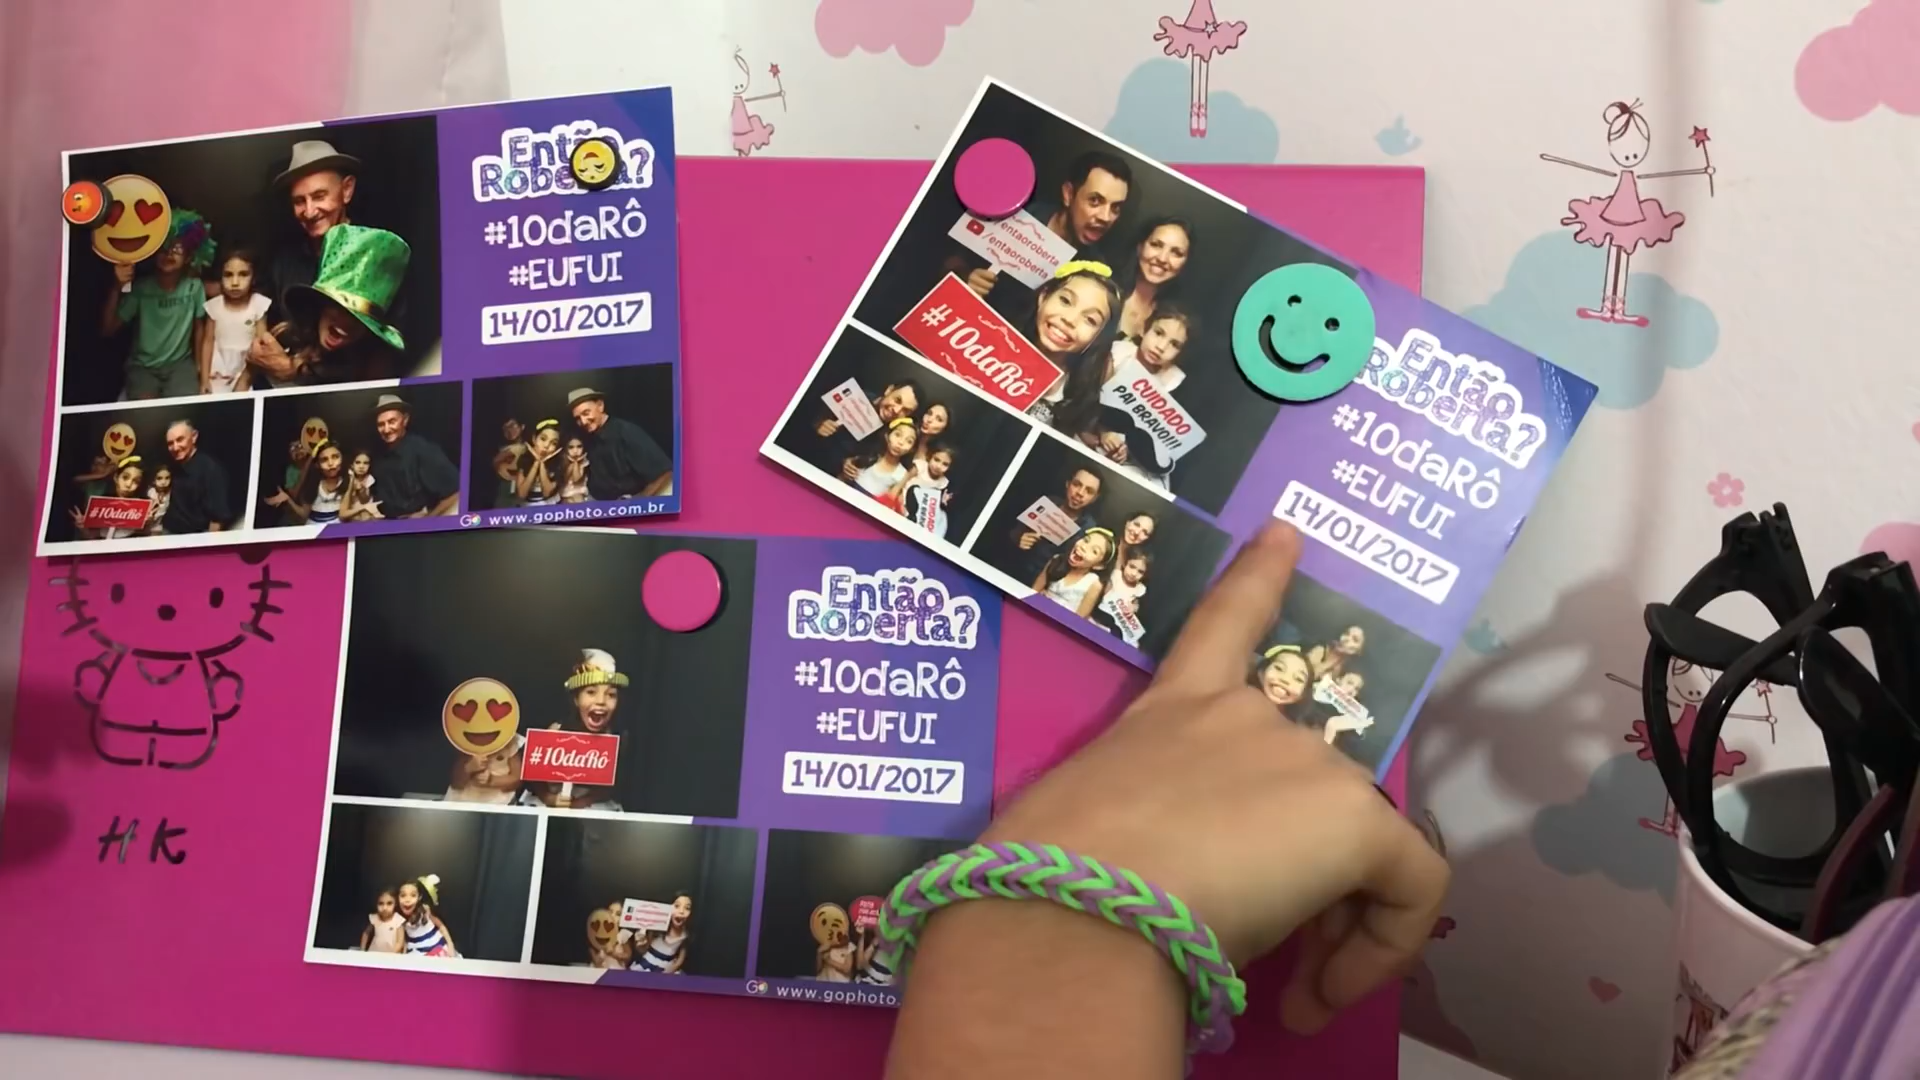 Então
Roberta?
#10daRô
#EUFUI
14/01/2017
#10daRô
www.gophoto.com.br
/entaoroberta
/entaoroberta
#10daRô
CUIDADO
PAI BRAVO!!!
Então
Roberta?
#10daRô
#EUFUI
14/01/2017
CUIDADO
PAI BRAVO!!!
HK
Então
Roberta?
#10daRô
#EUFUI
14/01/2017
#10daRô
www.gophoto.